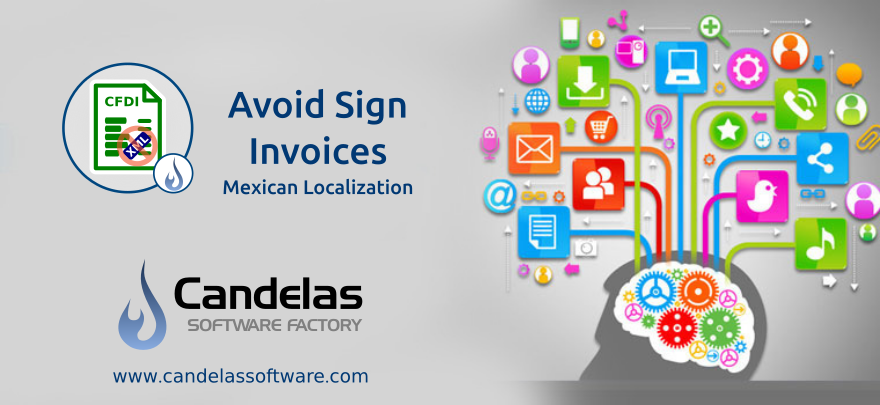 CFDI
XML
Avoid Sign
Invoices
Mexican Localization
Candelas
SOFTWARE FACTORY
www.candelassoftware.com
@